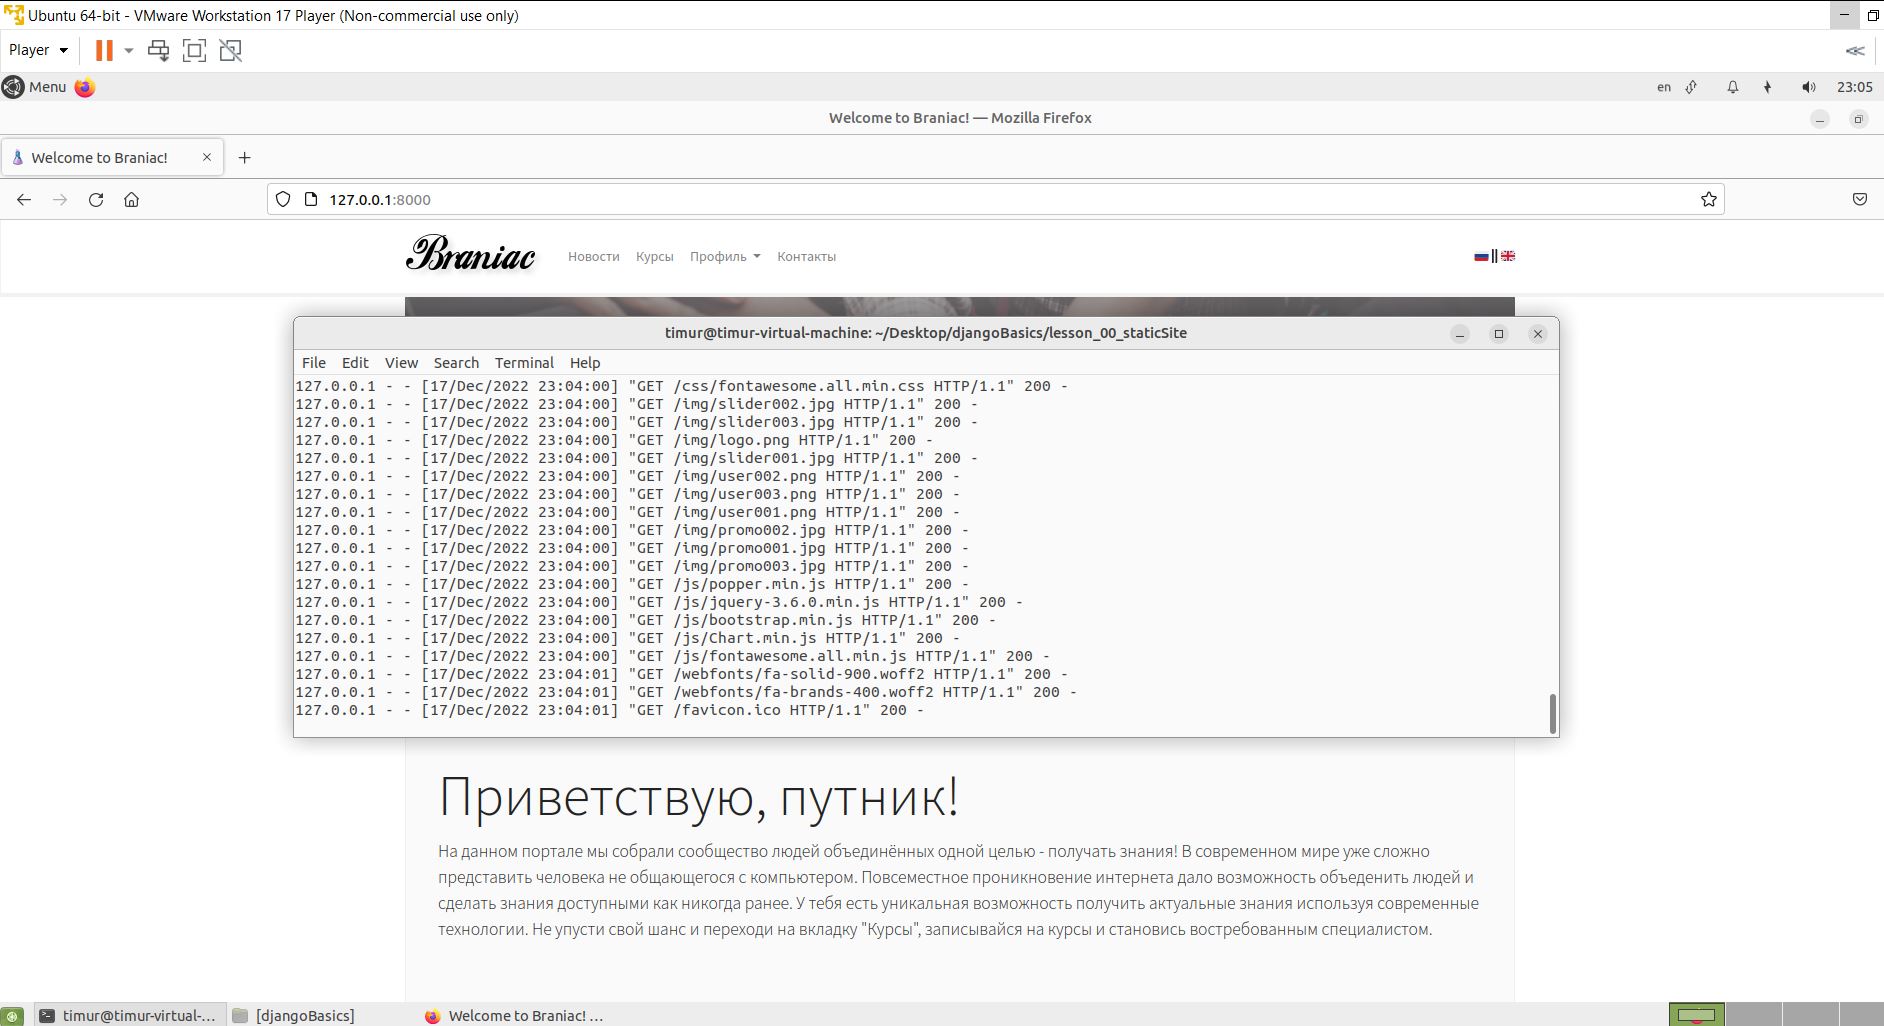 Ubuntu 64-bit - VMware Workstation 17 Player (Non-commercial use only)
Player
Menu
en
23:05
Welcome to Braniac! — Mozilla Firefox
Welcome to Braniac!
127.0.0.1:8000
Braniac
Новости Курсы Профиль Контакты
timur@timur-virtual-machine: ~/Desktop/djangoBasics/lesson_00_staticSite
File Edit View Search Terminal Help
127.0.0.1 - - [17/Dec/2022 23:04:00] "GET /css/fontawesome.all.min.css HTTP/1.1" 200 -
127.0.0.1 - - [17/Dec/2022 23:04:00] "GET /img/slider002.jpg HTTP/1.1" 200 -
127.0.0.1 - - [17/Dec/2022 23:04:00] "GET /img/slider003.jpg HTTP/1.1" 200 -
127.0.0.1 - - [17/Dec/2022 23:04:00] "GET /img/logo.png HTTP/1.1" 200 -
127.0.0.1 - - [17/Dec/2022 23:04:00] "GET /img/slider001.jpg HTTP/1.1" 200 -
127.0.0.1 - - [17/Dec/2022 23:04:00] "GET /img/user002.png HTTP/1.1" 200 -
127.0.0.1 - - [17/Dec/2022 23:04:00] "GET /img/user003.png HTTP/1.1" 200 -
127.0.0.1 - - [17/Dec/2022 23:04:00] "GET /img/user001.png HTTP/1.1" 200 -
127.0.0.1 - - [17/Dec/2022 23:04:00] "GET /img/promo002.jpg HTTP/1.1" 200 -
127.0.0.1 - - [17/Dec/2022 23:04:00] "GET /img/promo001.jpg HTTP/1.1" 200 -
127.0.0.1 - - [17/Dec/2022 23:04:00] "GET /img/promo003.jpg HTTP/1.1" 200 -
127.0.0.1 - - [17/Dec/2022 23:04:00] "GET /js/popper.min.js HTTP/1.1" 200 -
127.0.0.1 - - [17/Dec/2022 23:04:00] "GET /js/jquery-3.6.0.min.js HTTP/1.1" 200 -
127.0.0.1 - - [17/Dec/2022 23:04:00] "GET /js/bootstrap.min.js HTTP/1.1" 200 -
127.0.0.1 - - [17/Dec/2022 23:04:00] "GET /js/Chart.min.js HTTP/1.1" 200 -
127.0.0.1 - - [17/Dec/2022 23:04:00] "GET /js/fontawesome.all.min.js HTTP/1.1" 200 -
127.0.0.1 - - [17/Dec/2022 23:04:01] "GET /webfonts/fa-solid-900.woff2 HTTP/1.1" 200 -
127.0.0.1 - - [17/Dec/2022 23:04:01] "GET /webfonts/fa-brands-400.woff2 HTTP/1.1" 200 -
127.0.0.1 - - [17/Dec/2022 23:04:01] "GET /favicon.ico HTTP/1.1" 200 -
Приветствую, путник!
На данном портале мы собрали сообщество людей объединённых одной целью - получать знания! В современном мире уже сложно
представить человека не общающегося с компьютером. Повсеместное проникновение интернета дало возможность объеденить людей и
сделать знания доступными как никогда ранее. У тебя есть уникальная возможность получить актуальные знания используя современные
технологии. Не упусти свой шанс и переходи на вкладку "Курсы", записывайся на курсы и становись востребованным специалистом.
timur@timur-virtual-...
[djangoBasics]
Welcome to Braniac! ...